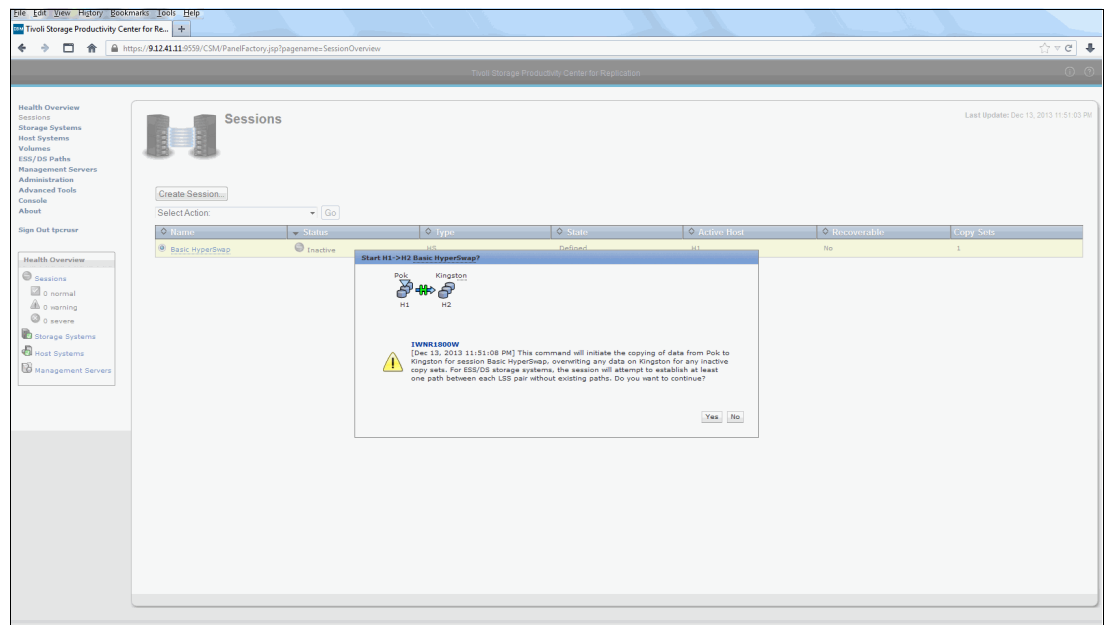 File Edit View History Bookmarks Tools Help
IBM Tivoli Storage Productivity Center for Re... +
https://9.12.41.11:9559/CSM/PanelFactory.jsp?pagename=SessionOverview
Tivoli Storage Productivity Center for Replication
Health Overview
Sessions
Storage Systems
Host Systems
Volumes
ESS/DS Paths
Management Servers
Administration
Advanced Tools
Console
About
Sign Out tpcrusr
Health Overview
Sessions
0 normal
0 warning
0 severe
Storage Systems
Host Systems
Management Servers
Sessions
Last Update: Dec 13, 2013 11:51:03 PM
Create Session...
Select Action: Go
Name Status Type State Active Host Recoverable Copy Sets
Basic HyperSwap Inactive HS Defined H1 No 1
Start H1->H2 Basic HyperSwap?
Pok Kingston
H1 H2
IWNR1800W
[Dec 13, 2013 11:51:08 PM] This command will initiate the copying of data from Pok to
Kingston for session Basic HyperSwap, overwriting any data on Kingston for any inactive
copy sets. For ESS/DS storage systems, the session will attempt to establish at least
one path between each LSS pair without existing paths. Do you want to continue?
Yes No